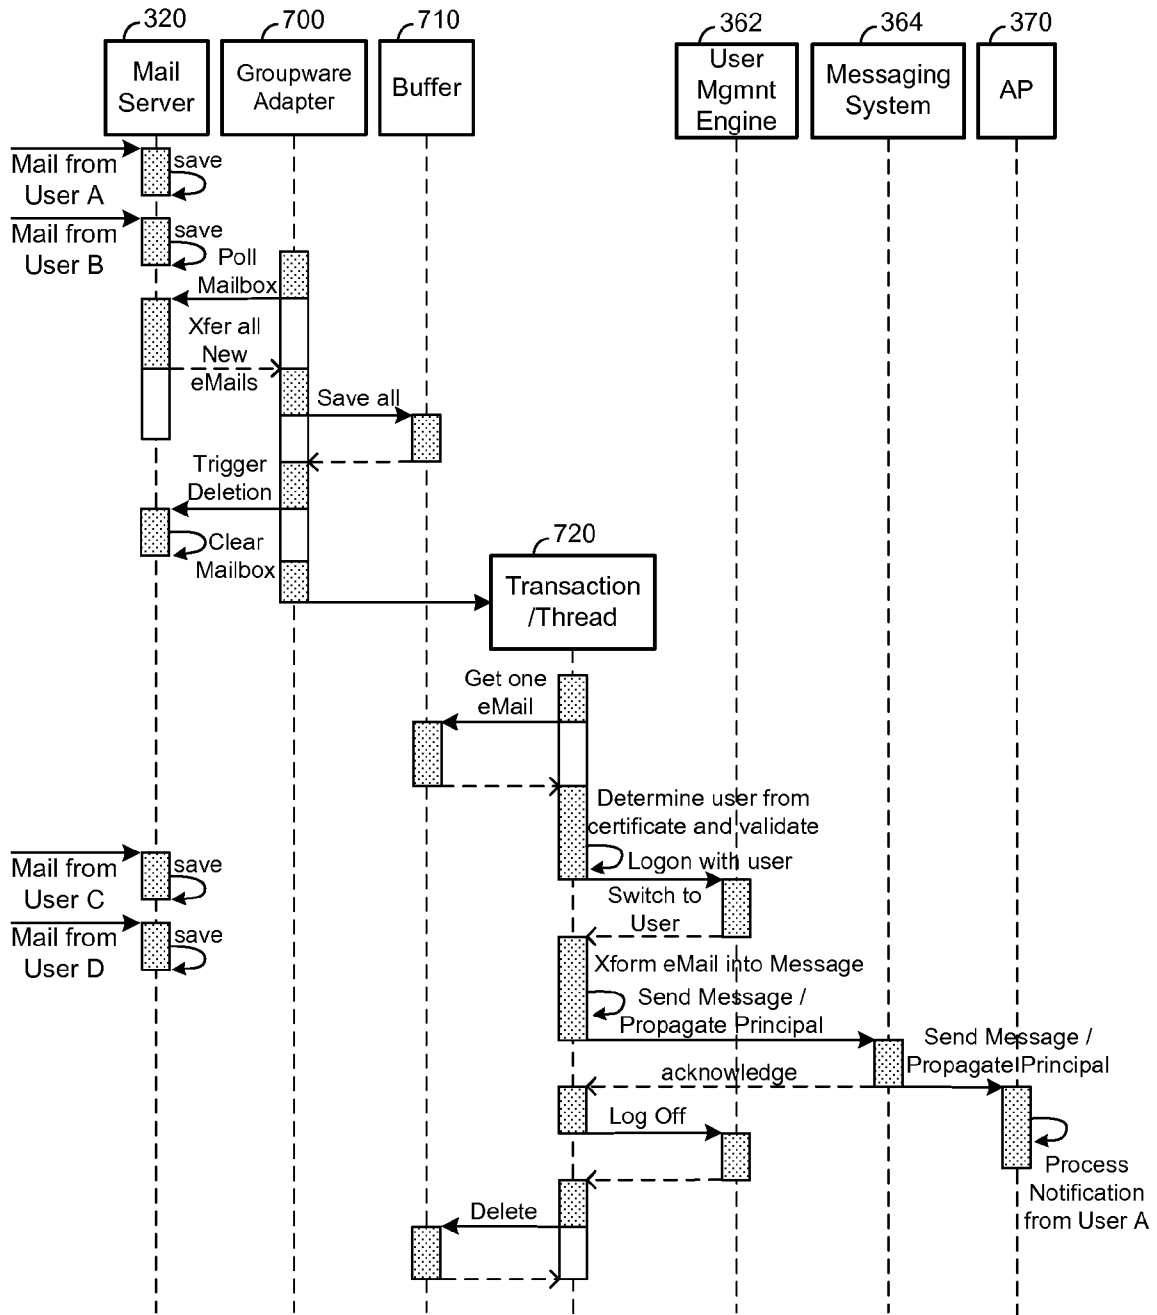 320
700
710
362
364
370
Mail
Server
Groupware
Adapter
Buffer
User
Mgmnt
Engine
Messaging
System
AP
Mail from
User A
save
Mail from
User B
save
Poll
Mailbox
Xfer all
New
eMails
Save all
Trigger
Deletion
Clear
Mailbox
720
Transaction
/Thread
Get one
eMail
Determine user from
certificate and validate
Mail from
User C
save
Logon with user
Switch to
User
Mail from
User D
save
Xform eMail into Message
Send Message /
Propagate Principal
Send Message /
Propagate Principal
acknowledge
Log Off
Process
Notification
from User A
Delete